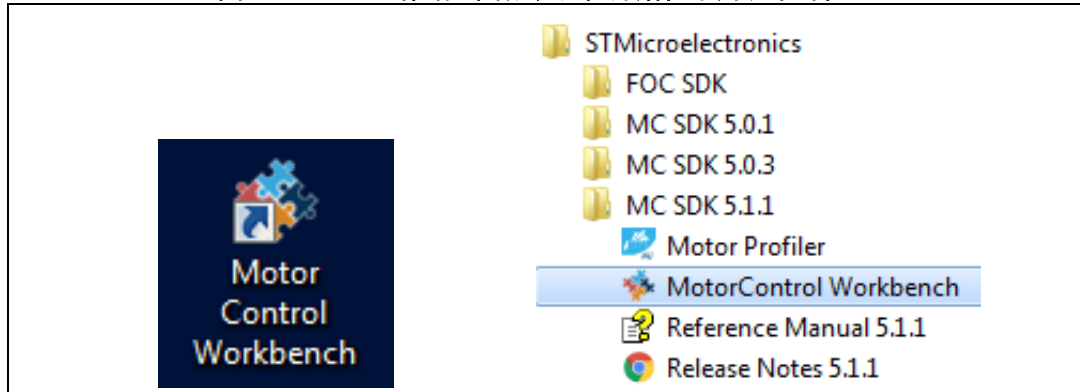 Motor
Control
Workbench
STMicroelectronics
FOC SDK
MC SDK 5.0.1
MC SDK 5.0.3
MC SDK 5.1.1
Motor Profiler
MotorControl Workbench
Reference Manual 5.1.1
Release Notes 5.1.1